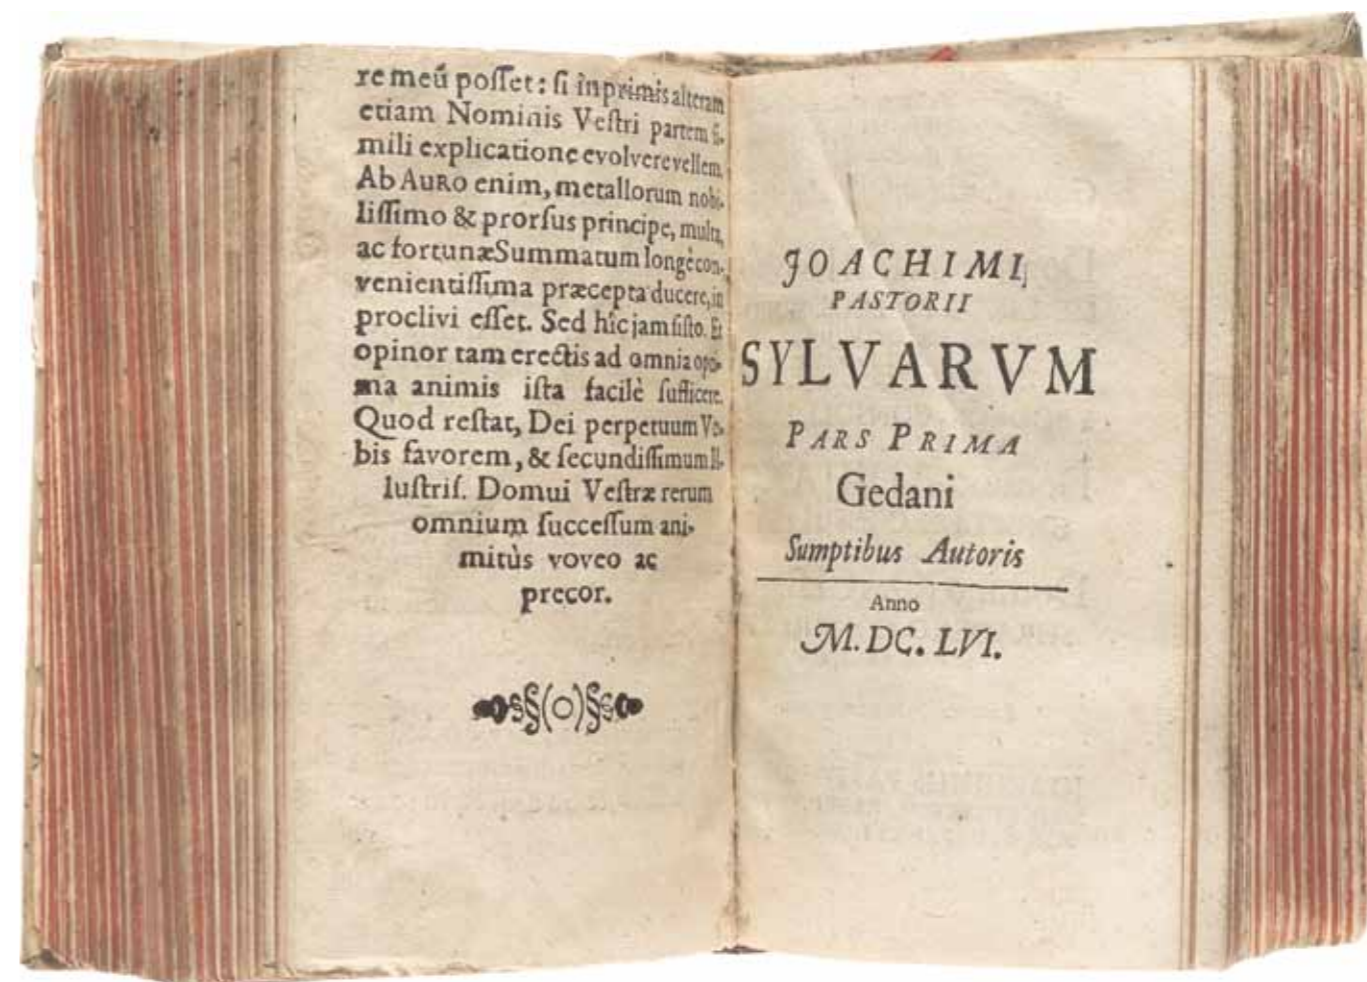 re meũ poſſet: ſi inprimis alteram
etiam Nominis Veſtri partem ſi-
mili explicatione evolvere vellem.
Ab AURO enim, metallorum nobi-
liſſimo & prorſus principe, multa,
ac fortunæ Summatum longè con-
venientiſſima præcepta ducere, in
proclivi eſſet. Sed hîc jam ſiſto. Et
opinor tam erectis ad omnia opti-
ma animis iſta facilè ſufficere.
Quod reſtat, Dei perpetuum Vo-
bis favorem, & ſecundiſſimum Il-
luſtriſ. Domui Veſtræ rerum
omnium ſucceſſum ani-
mitùs voveo ac
precor.
JOACHIMI
PASTORII
SYLVARVM
PARS PRIMA
Gedani
Sumptibus Autoris
Anno
M. DC. LVI.